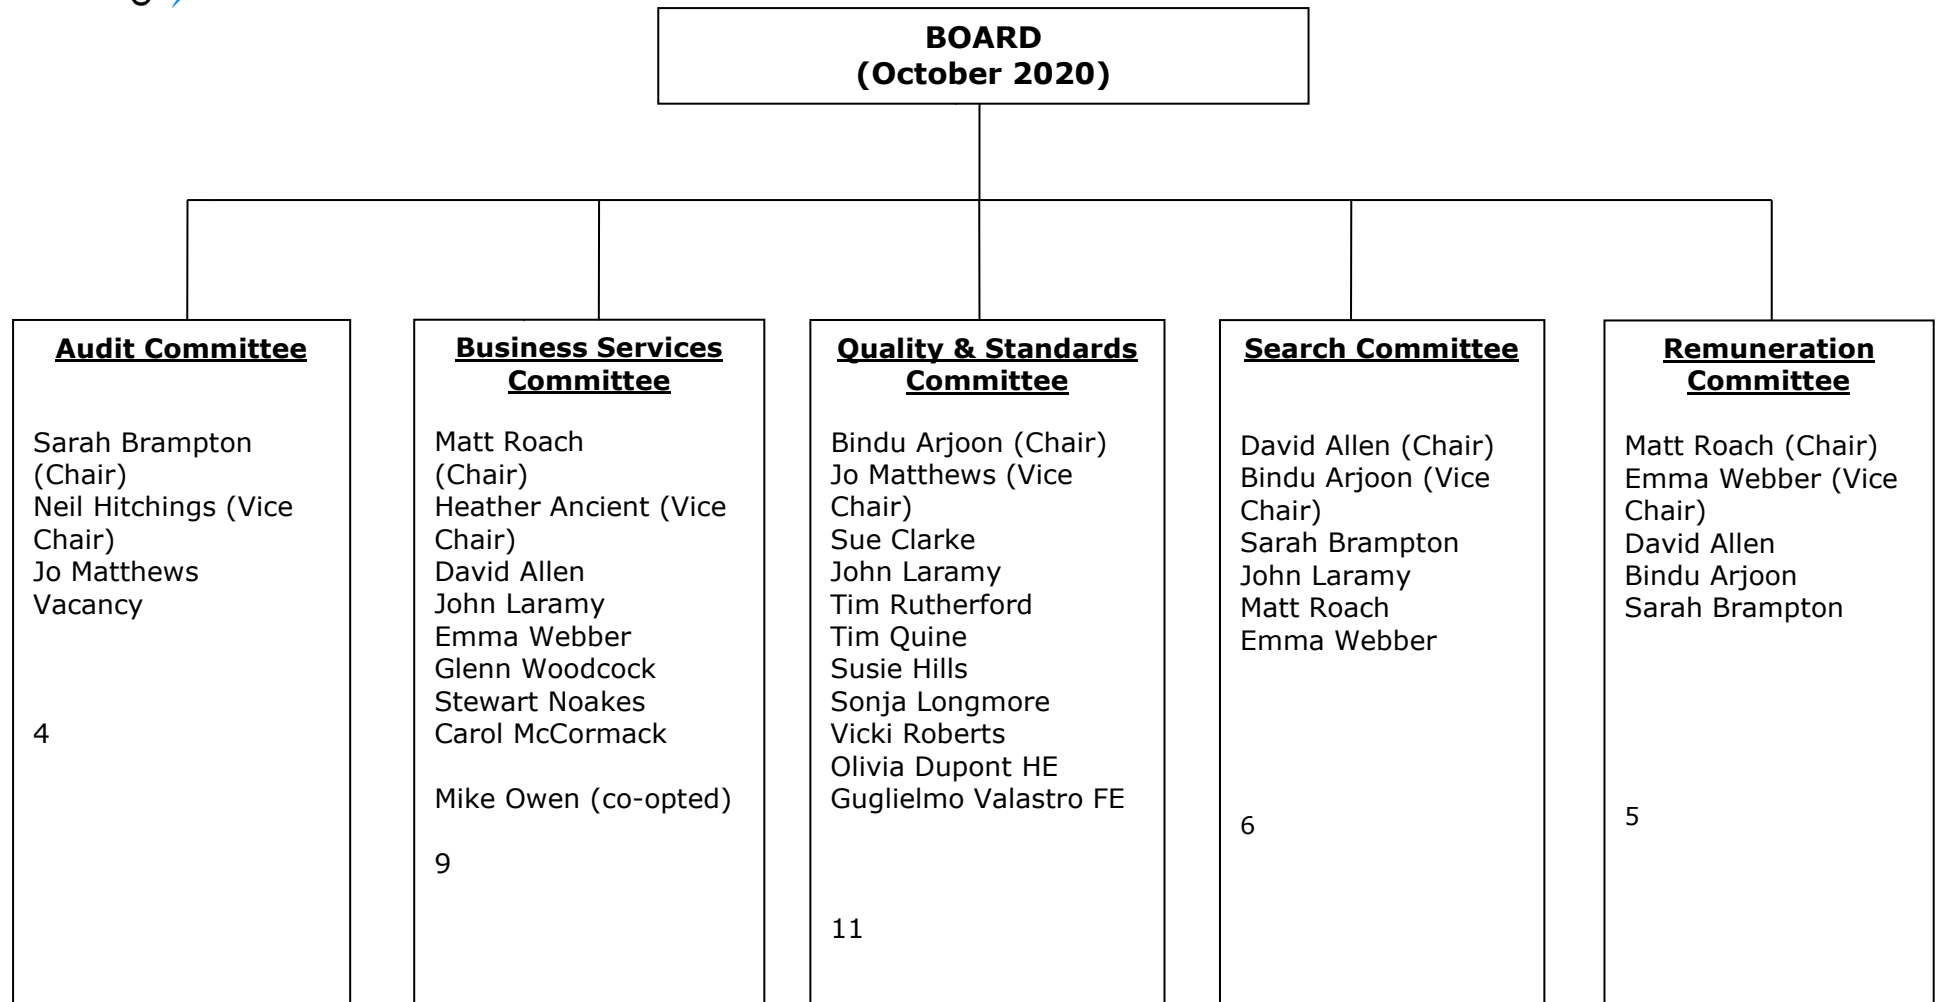 BOARD
(October 2020)
Audit Committee
Sarah Brampton
(Chair)
Neil Hitchings (Vice
Chair)
Jo Matthews
Vacancy
4
Business Services
Committee
Matt Roach
(Chair)
Heather Ancient (Vice
Chair)
David Allen
John Laramy
Emma Webber
Glenn Woodcock
Stewart Noakes
Carol McCormack
Mike Owen (co-opted)
9
Quality & Standards
Committee
Bindu Arjoon (Chair)
Jo Matthews (Vice
Chair)
Sue Clarke
John Laramy
Tim Rutherford
Tim Quine
Susie Hills
Sonja Longmore
Vicki Roberts
Olivia Dupont HE
Guglielmo Valastro FE
11
Search Committee
David Allen (Chair)
Bindu Arjoon (Vice
Chair)
Sarah Brampton
John Laramy
Matt Roach
Emma Webber
6
Remuneration
Committee
Matt Roach (Chair)
Emma Webber (Vice
Chair)
David Allen
Bindu Arjoon
Sarah Brampton
5